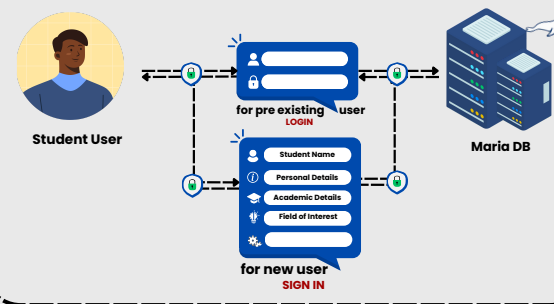 Student User
for pre existing user
LOGIN
Maria DB
Student Name
Personal Details
Academic Details
Field of Interest
for new user
SIGN IN